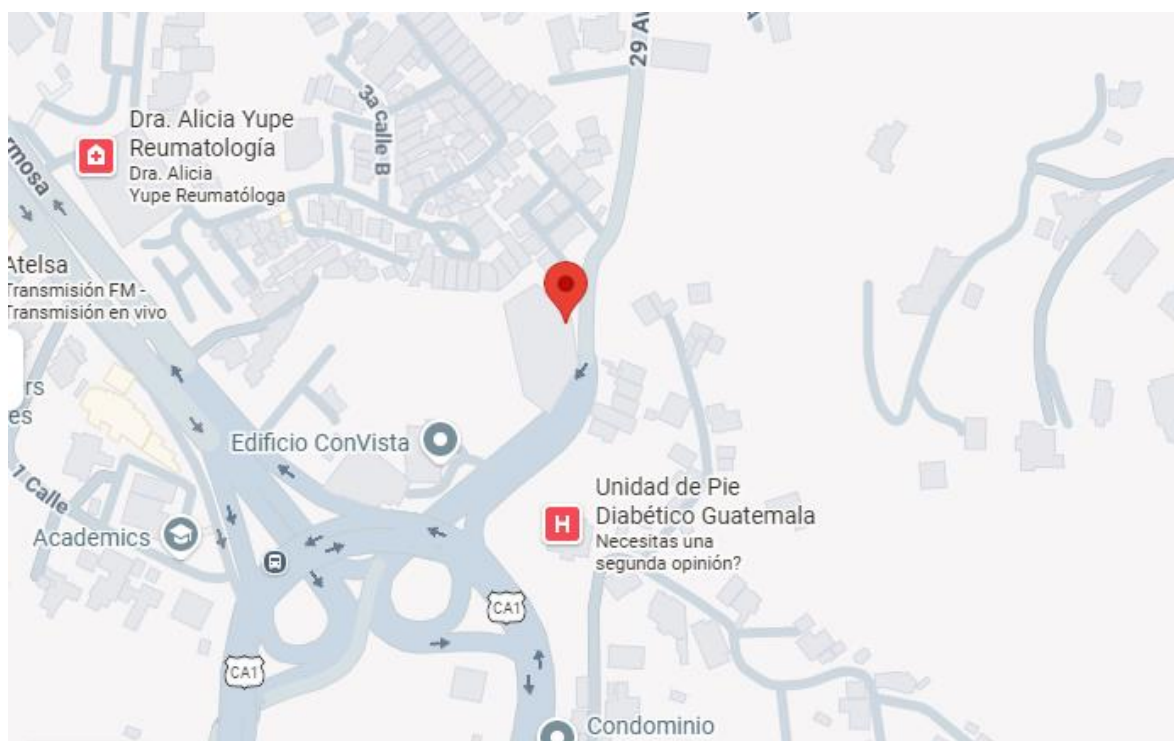 29 Av
3a Calle B
Dra. Alicia Yupe
Reumatología
Dra. Alicia
Yupe Reumatóloga
ermosa
Atelsa
Transmisión FM -
Transmisión en vivo
rs
es
Edificio ConVista
1 Calle
Academics
Unidad de Pie
Diabético Guatemala
Necesitas una
segunda opinión?
H
CA1
CA1
Condominio